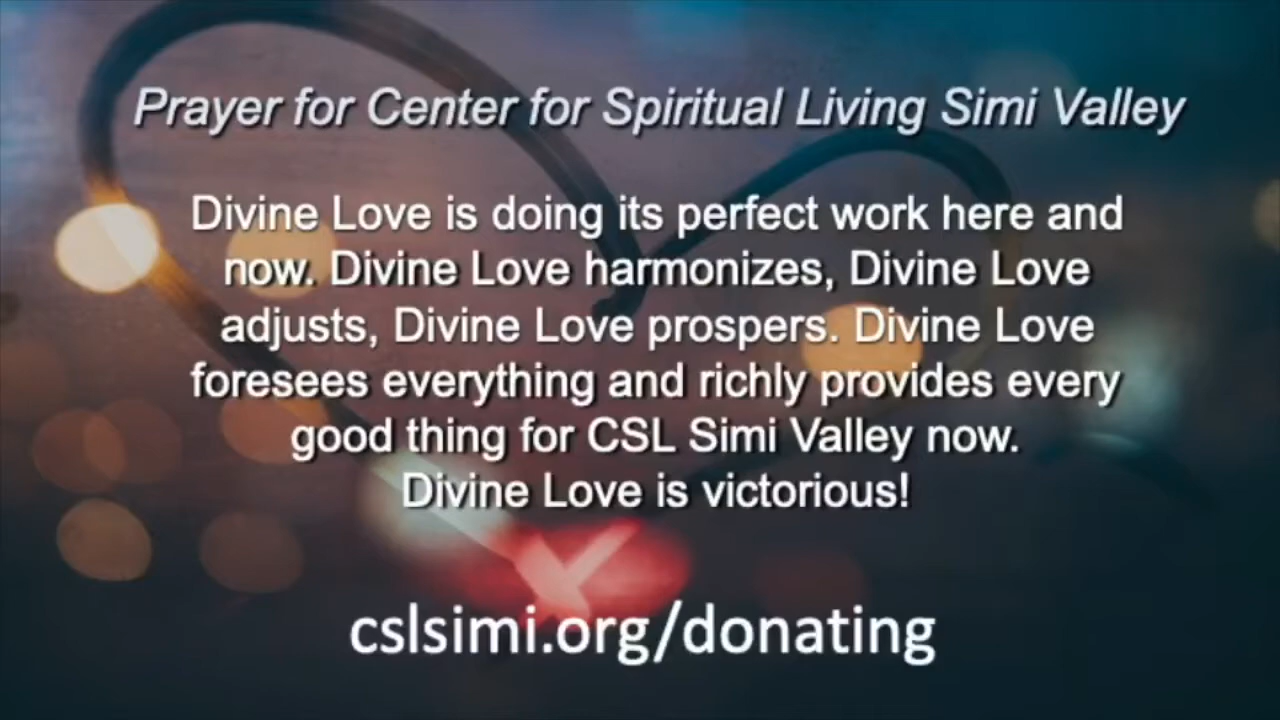 Prayer for Center for Spiritual Living Simi Valley
Divine Love is doing its perfect work here and
now. Divine Love harmonizes, Divine Love
adjusts, Divine Love prospers. Divine Love
foresees everything and richly provides every
good thing for CSL Simi Valley now.
Divine Love is victorious!
cslsimi.org/donating